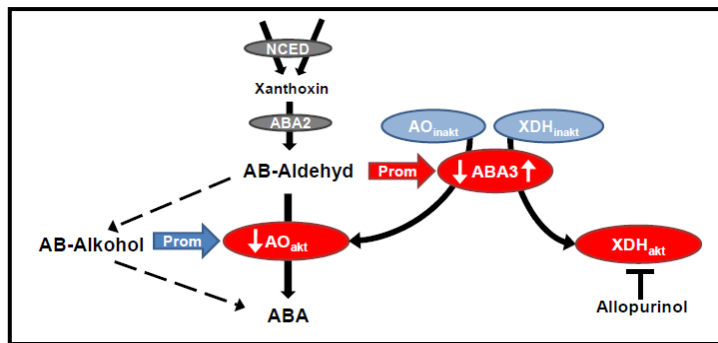 NCED
Xanthoxin
ABA2
AO inakt
XDH inakt
AB-Aldehyd
Prom
↓ ABA3 ↑
AB-Alkohol
Prom
↓ AO akt
XDH akt
ABA
Allopurinol